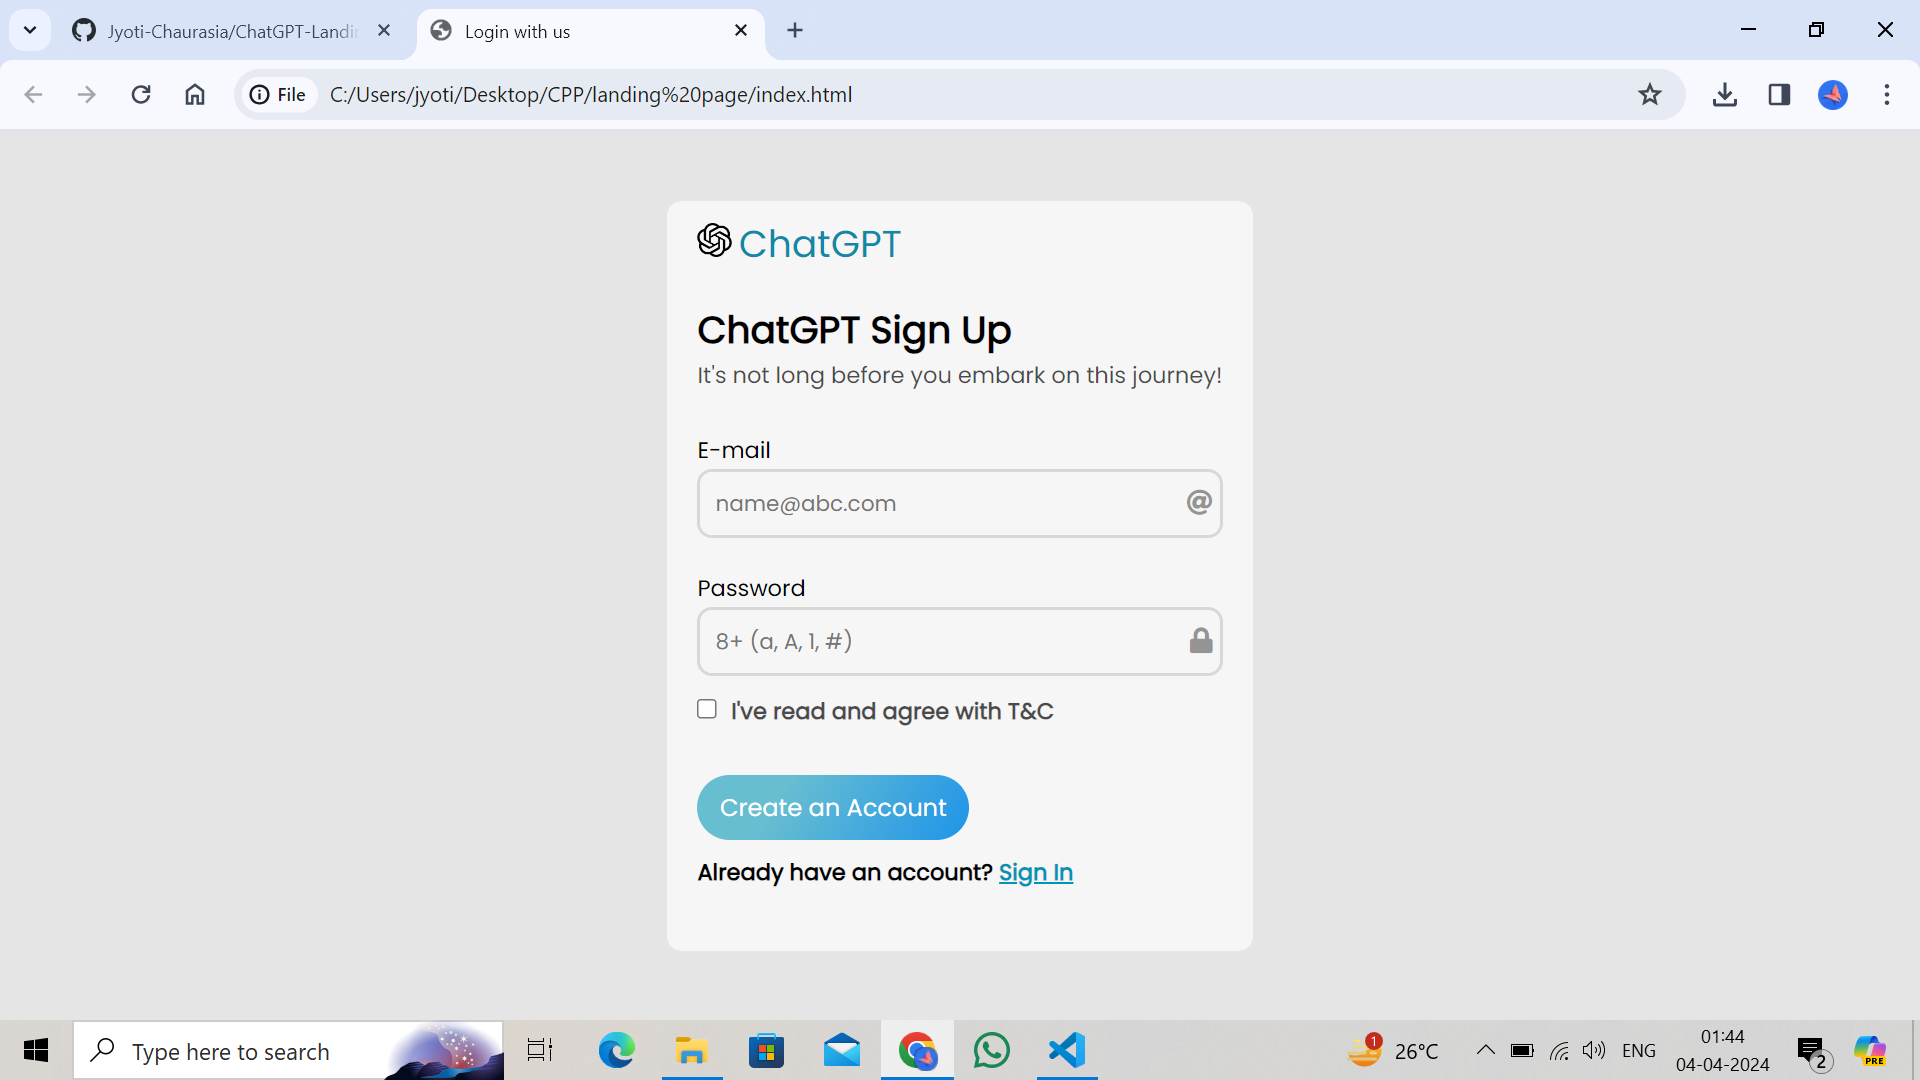 Jyoti-Chaurasia/ChatGPT-Landin
Login with us
File
C:/Users/jyoti/Desktop/CPP/landing%20page/index.html
ChatGPT
ChatGPT Sign Up
It's not long before you embark on this journey!
E-mail
name@abc.com
@
Password
8+ (a, A, 1, #)
I've read and agree with T&C
Create an Account
Already have an account? Sign In
Type here to search
1
26°C
ENG
01:44
04-04-2024
2
PRE